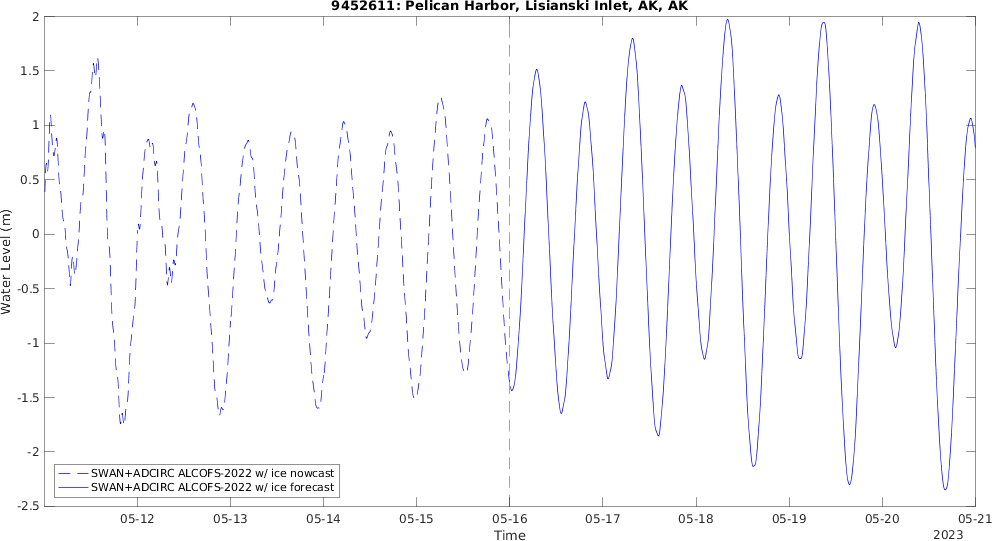 9452611: Pelican Harbor, Lisianski Inlet, AK, AK
2
1.5
1
0.5
0
-0.5
-1
-1.5
-2
-2.5
Water Level (m)
SWAN+ADCIRC ALCOFS-2022 w/ ice nowcast
SWAN+ADCIRC ALCOFS-2022 w/ ice forecast
05-12 05-13 05-14 05-15 05-16 05-17 05-18 05-19 05-20 05-21
Time
2023